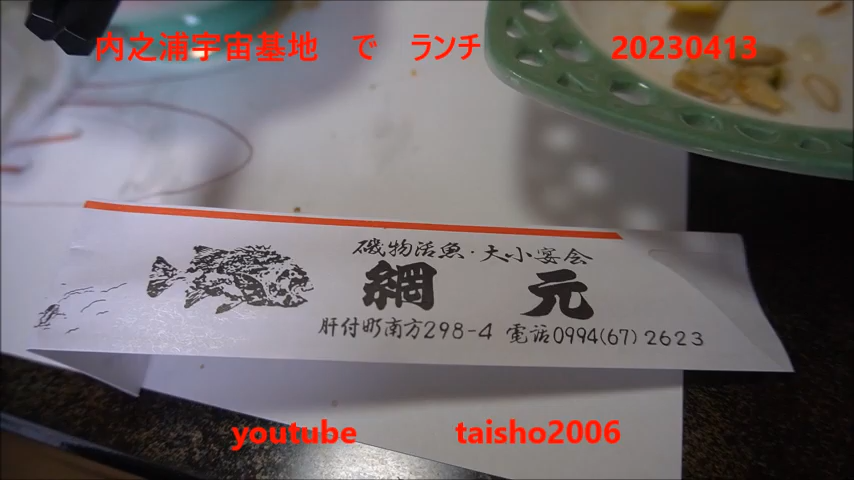 内之浦宇宙基地　で　ランチ　20230413
磯物活魚・大小宴会
網元
肝付町南方298-4 電話0994(67)2623
youtube taisho2006